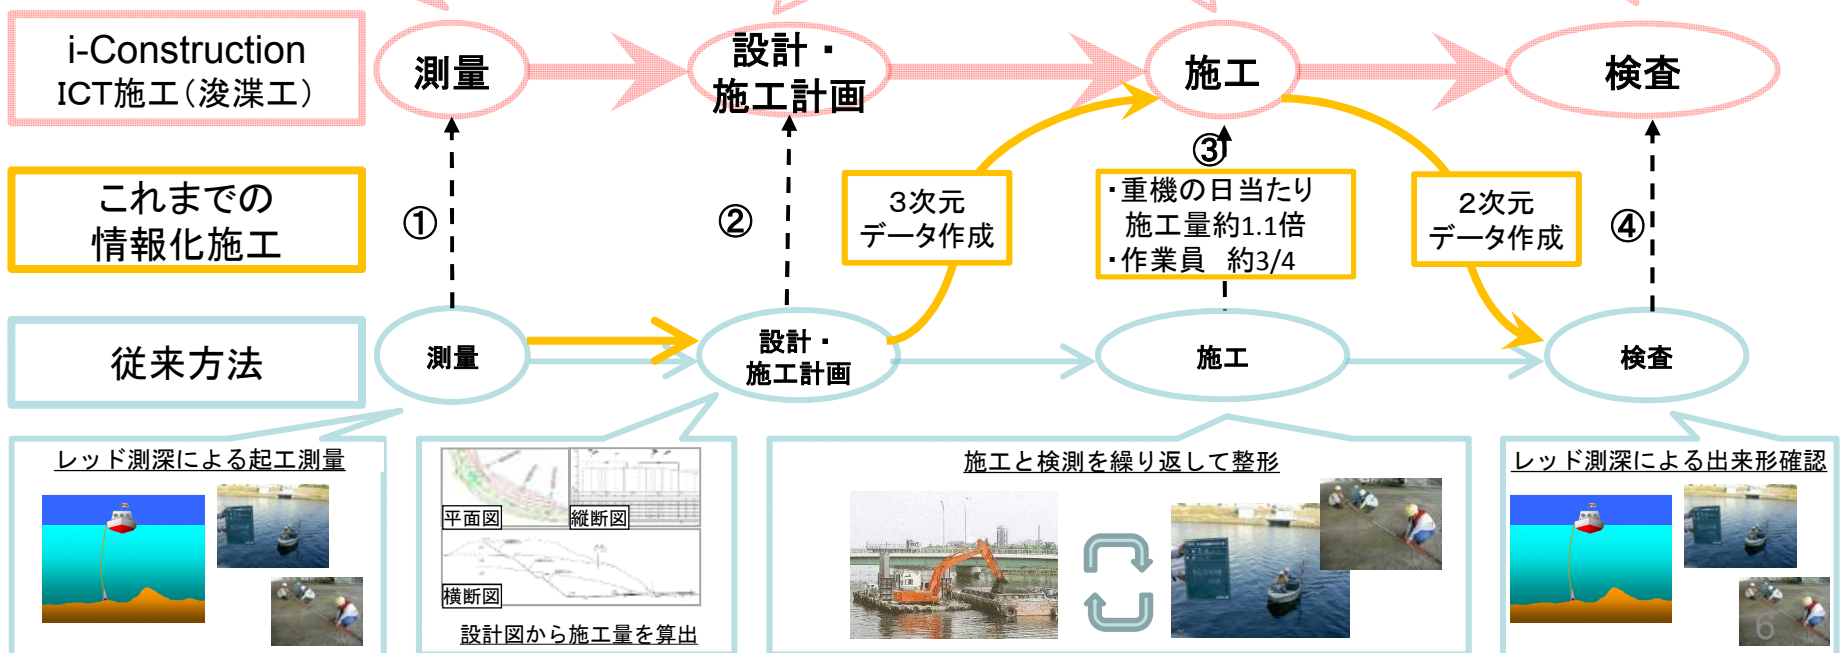 i-Construction
ICT施工(浚渫工)
測量
設計・
施工計画
施工
検査
これまでの
情報化施工
①
②
3次元
データ作成
③
・重機の日当たり
施工量約1.1倍
・作業員 約3/4
2次元
データ作成
④
従来方法
測量
設計・
施工計画
施工
検査
レッド測深による起工測量
平面図
縦断図
横断図
設計図から施工量を算出
施工と検測を繰り返して整形
レッド測深による出来形確認
6